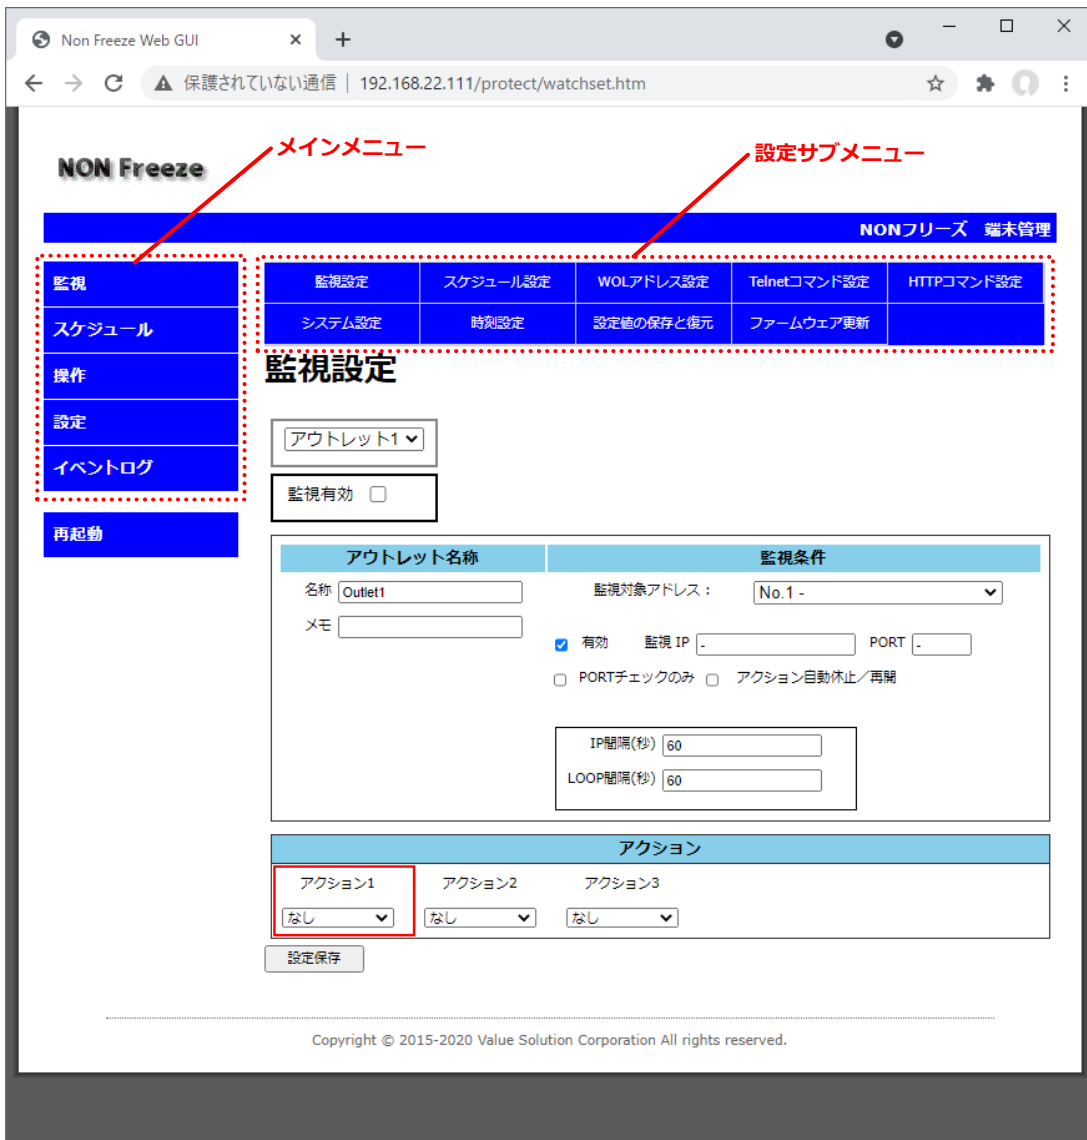 Non Freeze Web GUI
保護されていない通信 | 192.168.22.111/protect/watchset.htm
メインメニュー
設定サブメニュー
NON Freeze
NONフリーズ 端末管理
監視
スケジュール
操作
設定
イベントログ
再起動
監視設定 スケジュール設定 WOLアドレス設定 Telnetコマンド設定 HTTPコマンド設定
システム設定 時刻設定 設定値の保存と復元 ファームウェア更新
監視設定
アウトレット1
監視有効
アウトレット名称 監視条件
名称 Outlet1 監視対象アドレス： No.1 -
メモ
有効 監視 IP - PORT -
PORTチェックのみ アクション自動休止／再開
IP間隔(秒) 60
LOOP間隔(秒) 60
アクション
アクション1 アクション2 アクション3
なし なし なし
設定保存
Copyright © 2015-2020 Value Solution Corporation All rights reserved.